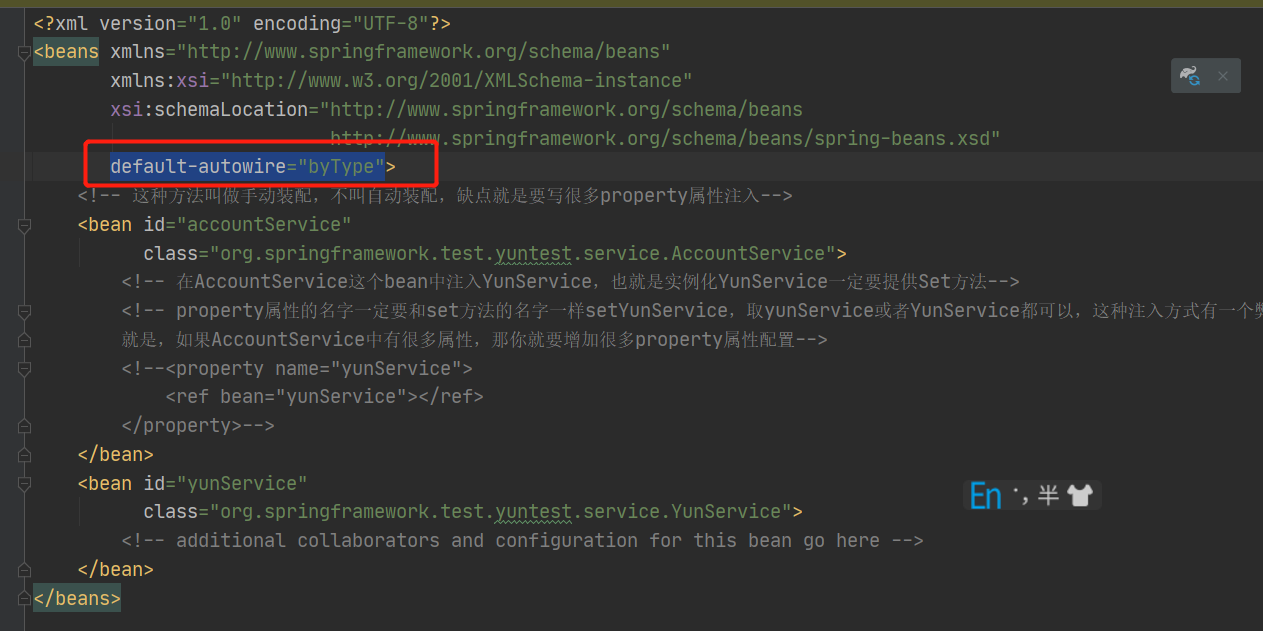 <?xml version="1.0" encoding="UTF-8"?>
<beans xmlns="http://www.springframework.org/schema/beans"
xmlns:xsi="http://www.w3.org/2001/XMLSchema-instance"
xsi:schemaLocation="http://www.springframework.org/schema/beans
http://www.springframework.org/schema/beans/spring-beans.xsd"
default-autowire="byType">
<!-- 这种方法叫做手动装配，不叫自动装配，缺点就是要写很多property属性注入-->
<bean id="accountService"
class="org.springframework.test.yuntest.service.AccountService">
<!-- 在AccountService这个bean中注入YunService，也就是实例化YunService一定要提供Set方法-->
<!-- property属性的名字一定要和set方法的名字一样setYunService，取yunService或者YunService都可以，这种注入方式有一个
就是，如果AccountService中有很多属性，那你就要增加很多property属性配置-->
<!--<property name="yunService">
<ref bean="yunService"></ref>
</property>-->
</bean>
<bean id="yunService"
class="org.springframework.test.yuntest.service.YunService">
<!-- additional collaborators and configuration for this bean go here -->
</bean>
</beans>
En ·, 半